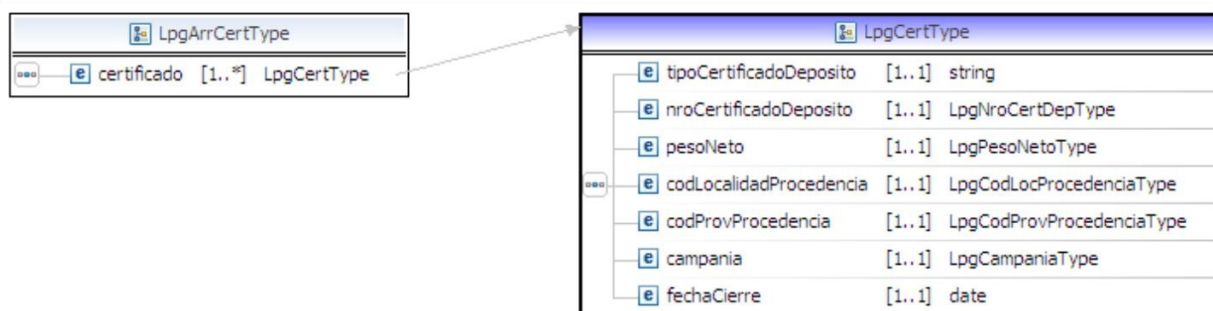 LpgArrCertType
e certificado [1..*] LpgCertType
LpgCertType
e tipoCertificadoDeposito [1..1] string
e nroCertificadoDeposito [1..1] LpgNroCertDepType
e pesoNeto [1..1] LpgPesoNetoType
e codLocalidadProcedencia [1..1] LpgCodLocProcedenciaType
e codProvProcedencia [1..1] LpgCodProvProcedenciaType
e campania [1..1] LpgCampaniaType
e fechaCierre [1..1] date